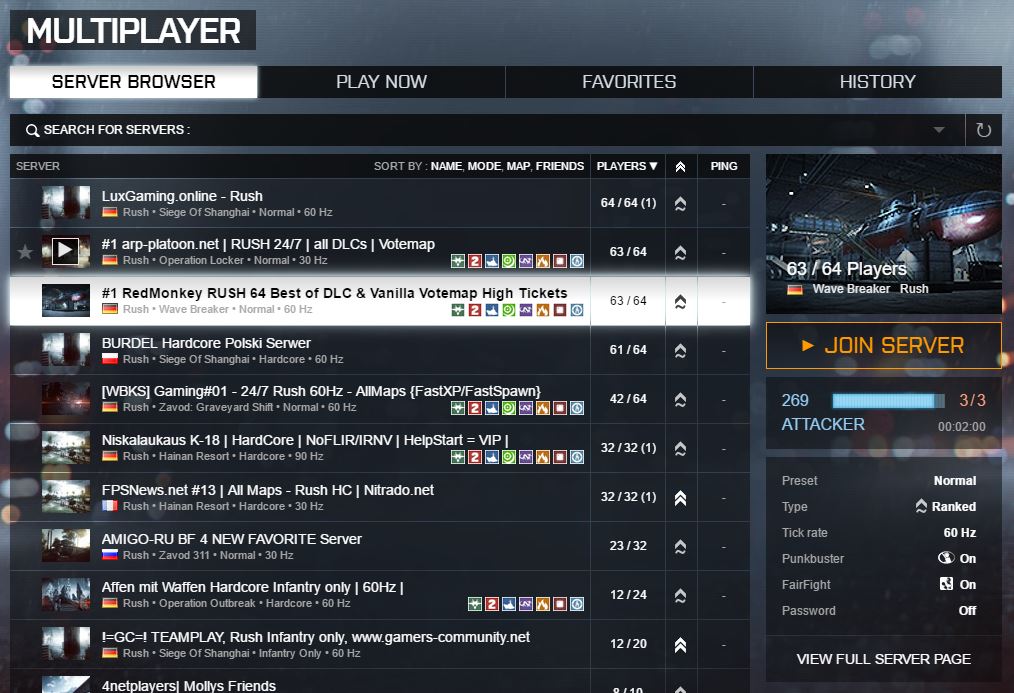 MULTIPLAYER
SERVER BROWSER PLAY NOW FAVORITES HISTORY
SEARCH FOR SERVERS :
SERVER SORT BY : NAME, MODE, MAP, FRIENDS PLAYERS ▼ PING
LuxGaming.online - Rush
Rush • Siege Of Shanghai • Normal • 60 Hz
64 / 64 (1) -
#1 arp-platoon.net | RUSH 24/7 | all DLCs | Votemap
Rush • Operation Locker • Normal • 30 Hz
63 / 64 -
#1 RedMonkey RUSH 64 Best of DLC & Vanilla Votemap High Tickets
Rush • Wave Breaker • Normal • 60 Hz
63 / 64 -
BURDEL Hardcore Polski Serwer
Rush • Siege Of Shanghai • Hardcore • 60 Hz
61 / 64 -
[WBKS] Gaming#01 - 24/7 Rush 60Hz - AllMaps {FastXP/FastSpawn}
Rush • Zavod: Graveyard Shift • Normal • 60 Hz
42 / 64 -
Niskalaukaus K-18 | HardCore | NoFLIR/IRNV | HelpStart = VIP |
Rush • Hainan Resort • Hardcore • 90 Hz
32 / 32 (1) -
FPSNews.net #13 | All Maps - Rush HC | Nitrado.net
Rush • Hainan Resort • Hardcore • 30 Hz
32 / 32 (1) -
AMIGO-RU BF 4 NEW FAVORITE Server
Rush • Zavod 311 • Normal • 30 Hz
23 / 32 -
Affen mit Waffen Hardcore Infantry only | 60Hz |
Rush • Operation Outbreak • Hardcore • 60 Hz
12 / 24 -
!=GC=! TEAMPLAY, Rush Infantry only, www.gamers-community.net
Rush • Siege Of Shanghai • Infantry Only • 60 Hz
12 / 20 -
4netplayers| Mollys Friends
8 / 10 -
63 / 64 Players
Wave Breaker Rush
JOIN SERVER
269 3/3
ATTACKER 00:02:00
Preset Normal
Type Ranked
Tick rate 60 Hz
Punkbuster On
FairFight On
Password Off
VIEW FULL SERVER PAGE